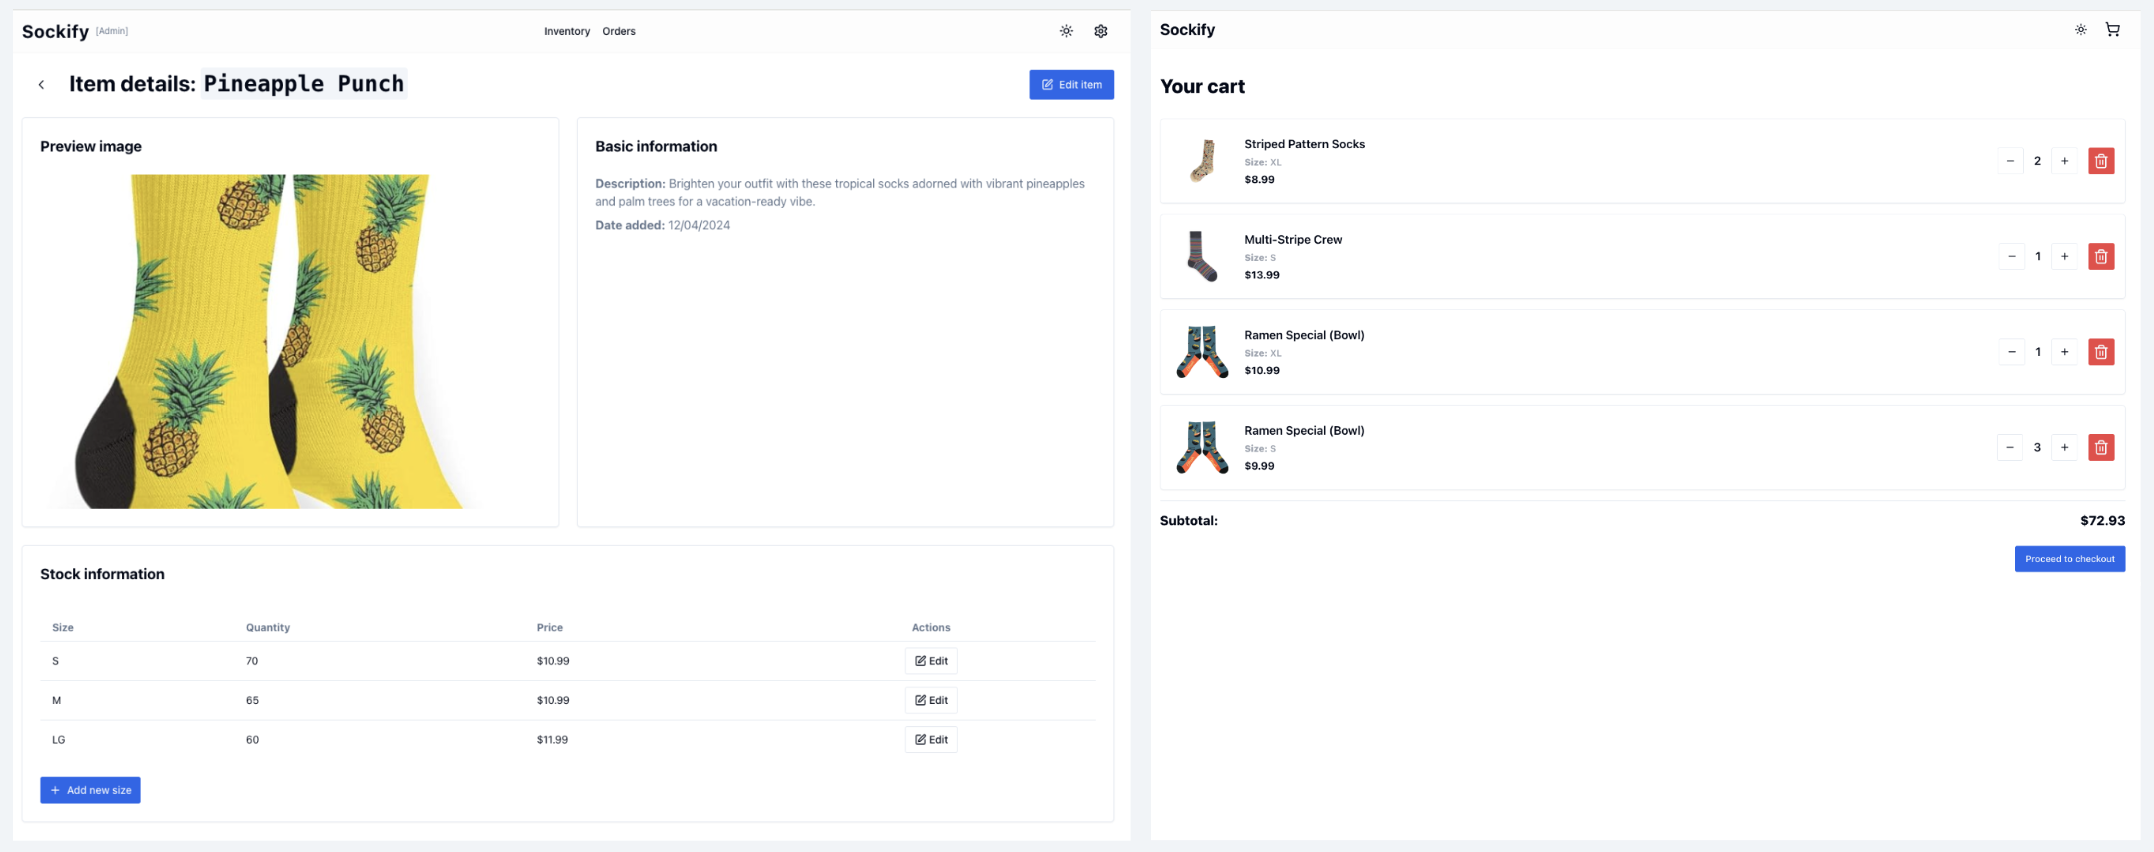 Sockify [Admin]
Inventory Orders
Item details: Pineapple Punch
Edit item
Preview image
Basic information
Description: Brighten your outfit with these tropical socks adorned with vibrant pineapples
and palm trees for a vacation-ready vibe.
Date added: 12/04/2024
Stock information
Size Quantity Price Actions
S 70 $10.99 Edit
M 65 $10.99 Edit
LG 60 $11.99 Edit
+ Add new size
Sockify
Your cart
Striped Pattern Socks
Size: XL
$8.99
− 2 +
Multi-Stripe Crew
Size: S
$13.99
− 1 +
Ramen Special (Bowl)
Size: XL
$10.99
− 1 +
Ramen Special (Bowl)
Size: S
$9.99
− 3 +
Subtotal: $72.93
Proceed to checkout